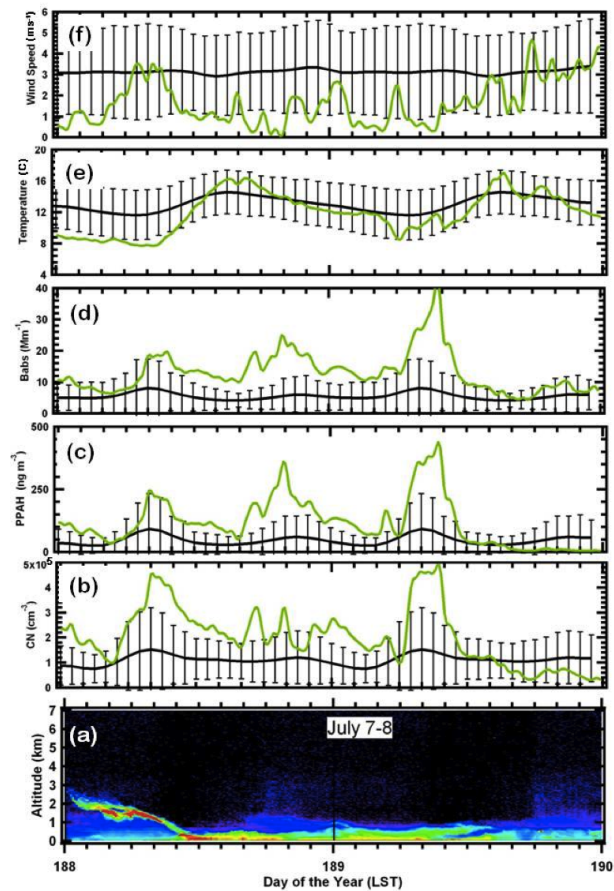 (f)
Wind Speed (ms⁻¹)
6
5
4
3
2
1
0
(e)
Temperature (C)
20
16
12
8
4
(d)
Babs (Mm⁻¹)
40
30
20
10
0
(c)
PPAH (ng m⁻³)
500
250
0
(b)
CN (cm⁻³)
5x10⁵
4
3
2
1
0
(a)
July 7-8
Altitude (km)
7
6
5
4
3
2
1
0
188
189
190
Day of the Year (LST)